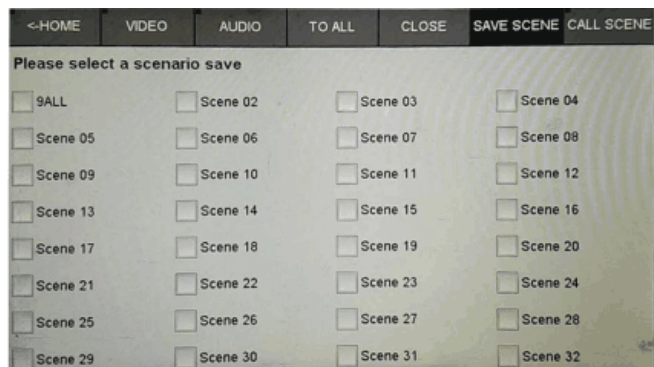 <-HOME VIDEO AUDIO TO ALL CLOSE SAVE SCENE CALL SCENE
Please select a scenario save
9ALL Scene 02 Scene 03 Scene 04
Scene 05 Scene 06 Scene 07 Scene 08
Scene 09 Scene 10 Scene 11 Scene 12
Scene 13 Scene 14 Scene 15 Scene 16
Scene 17 Scene 18 Scene 19 Scene 20
Scene 21 Scene 22 Scene 23 Scene 24
Scene 25 Scene 26 Scene 27 Scene 28
Scene 29 Scene 30 Scene 31 Scene 32